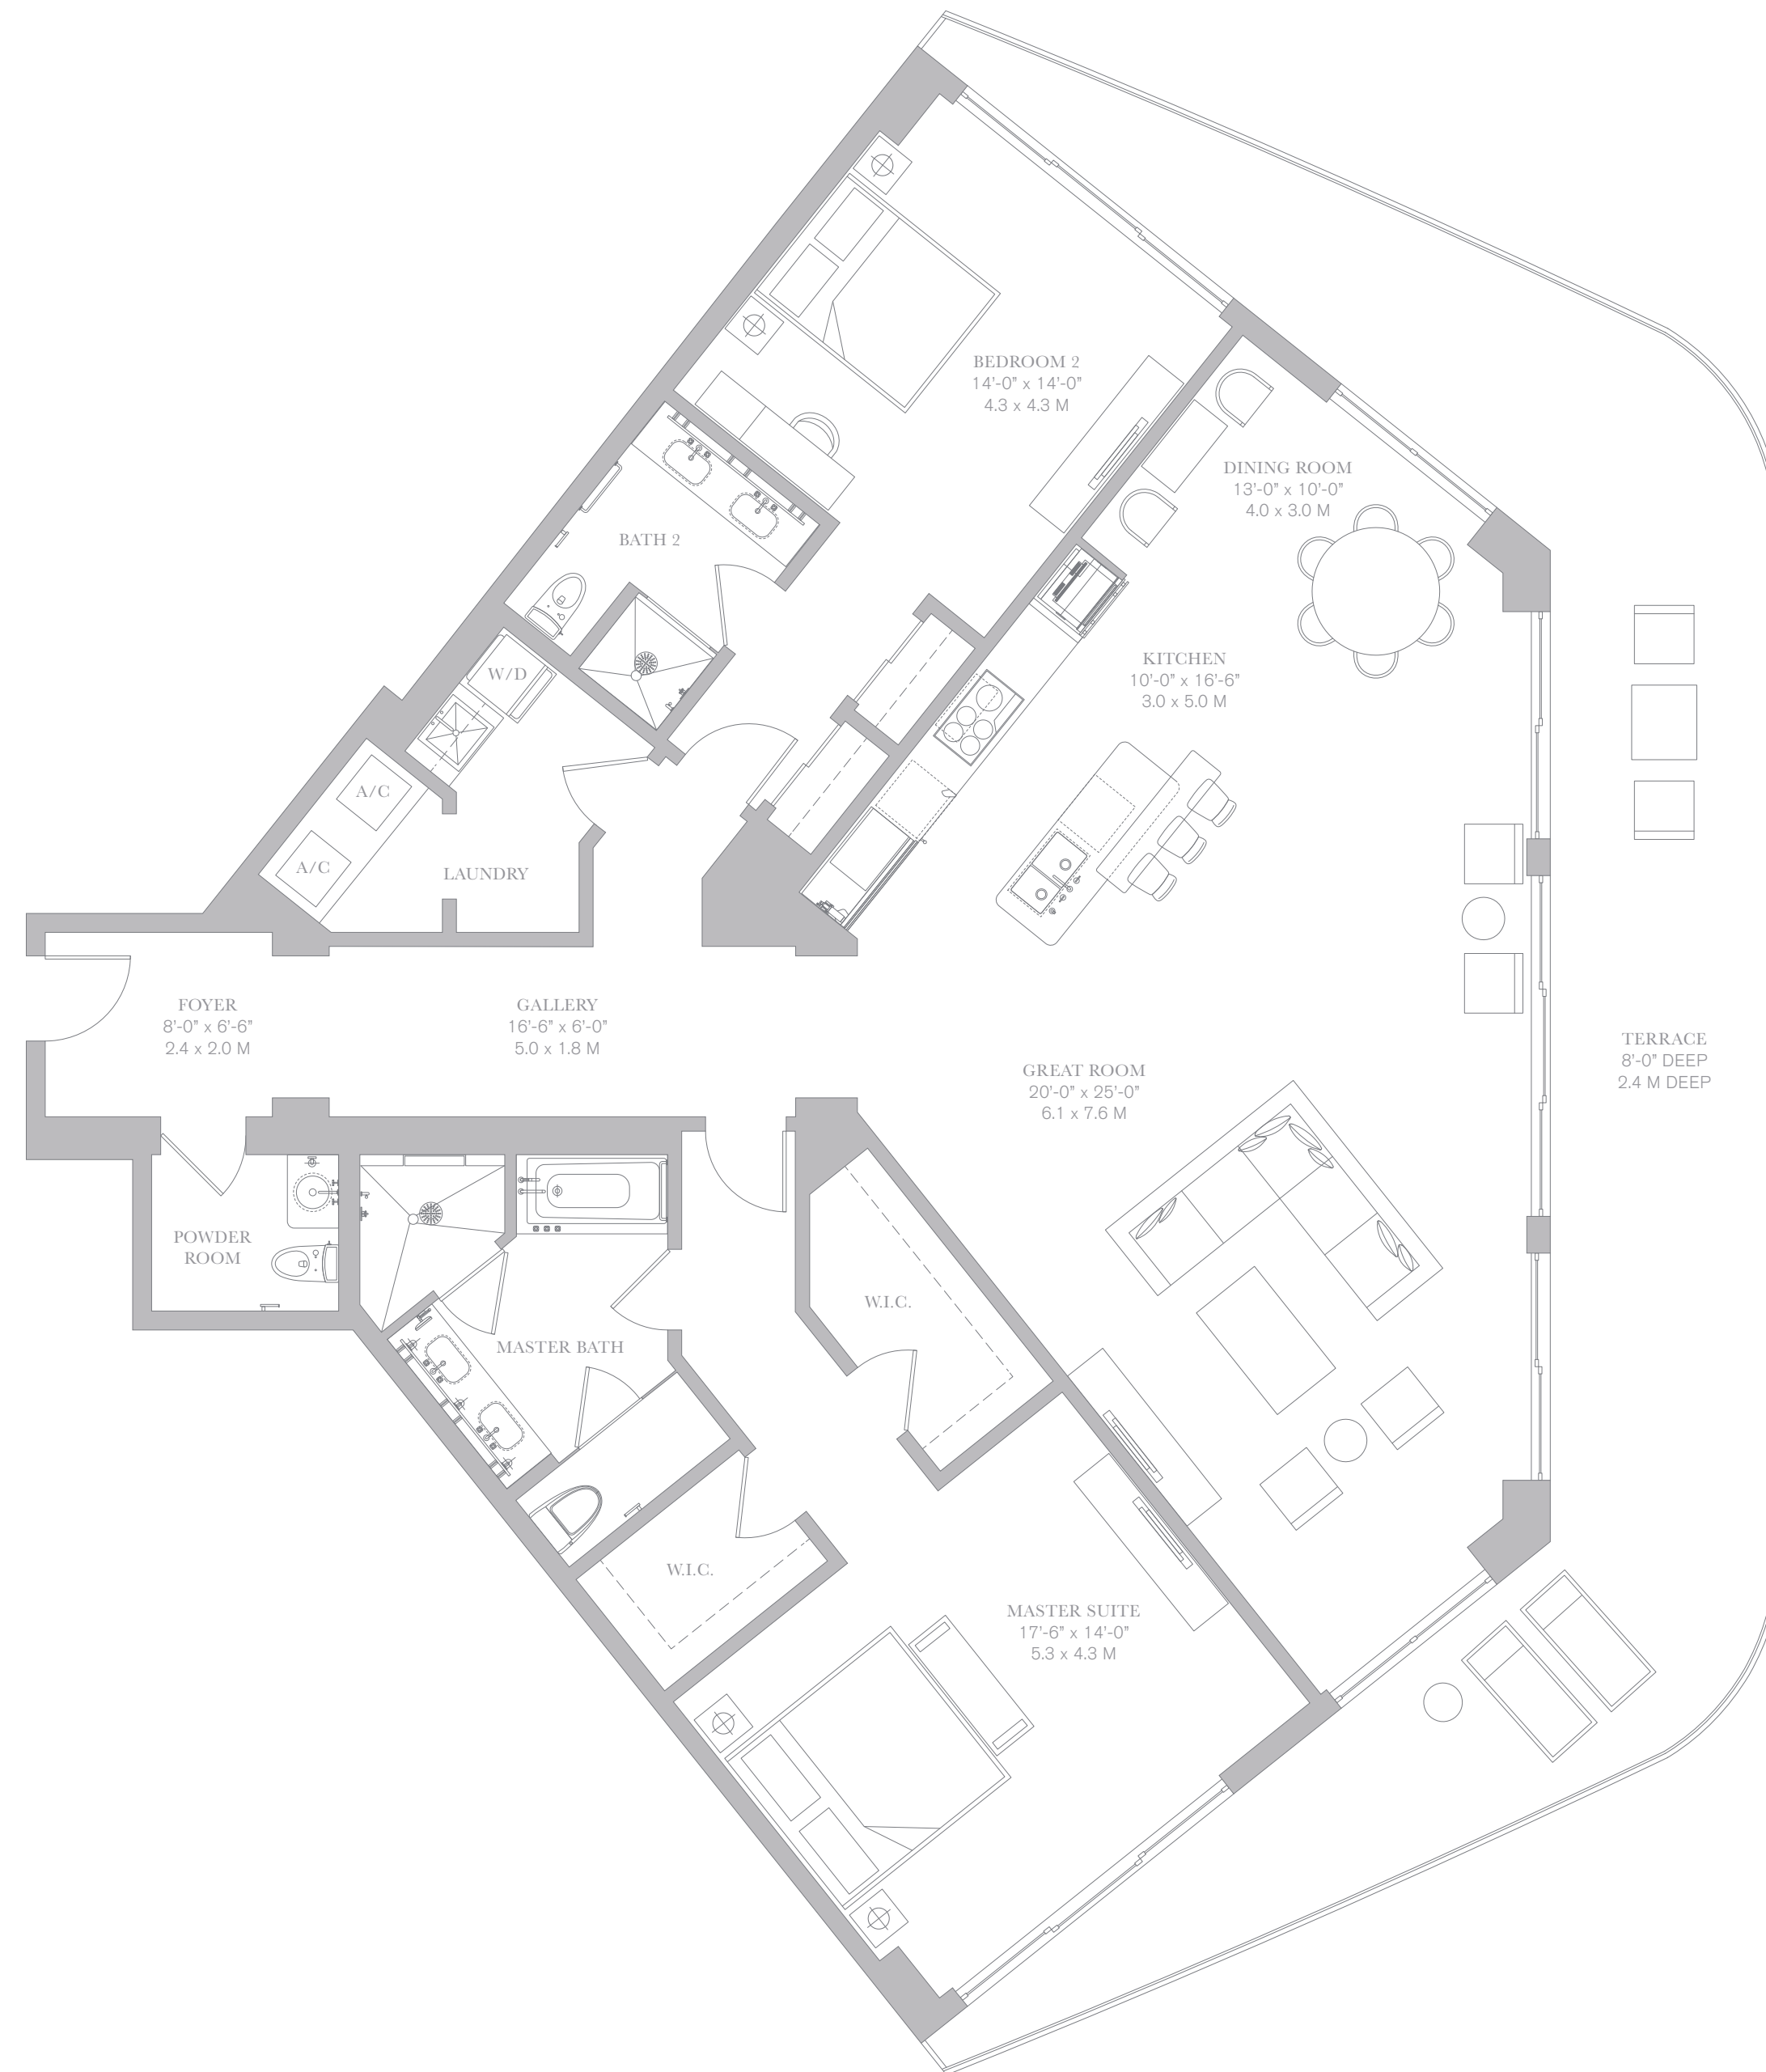 BEDROOM 2
14'-0" x 14'-0"
4.3 x 4.3 M
DINING ROOM
13'-0" x 10'-0"
4.0 x 3.0 M
BATH 2
KITCHEN
10'-0" x 16'-6"
3.0 x 5.0 M
W/D
A/C
A/C
LAUNDRY
FOYER
8'-0" x 6'-6"
2.4 x 2.0 M
GALLERY
16'-6" x 6'-0"
5.0 x 1.8 M
GREAT ROOM
20'-0" x 25'-0"
6.1 x 7.6 M
TERRACE
8'-0" DEEP
2.4 M DEEP
POWDER
ROOM
W.I.C.
MASTER BATH
W.I.C.
MASTER SUITE
17'-6" x 14'-0"
5.3 x 4.3 M